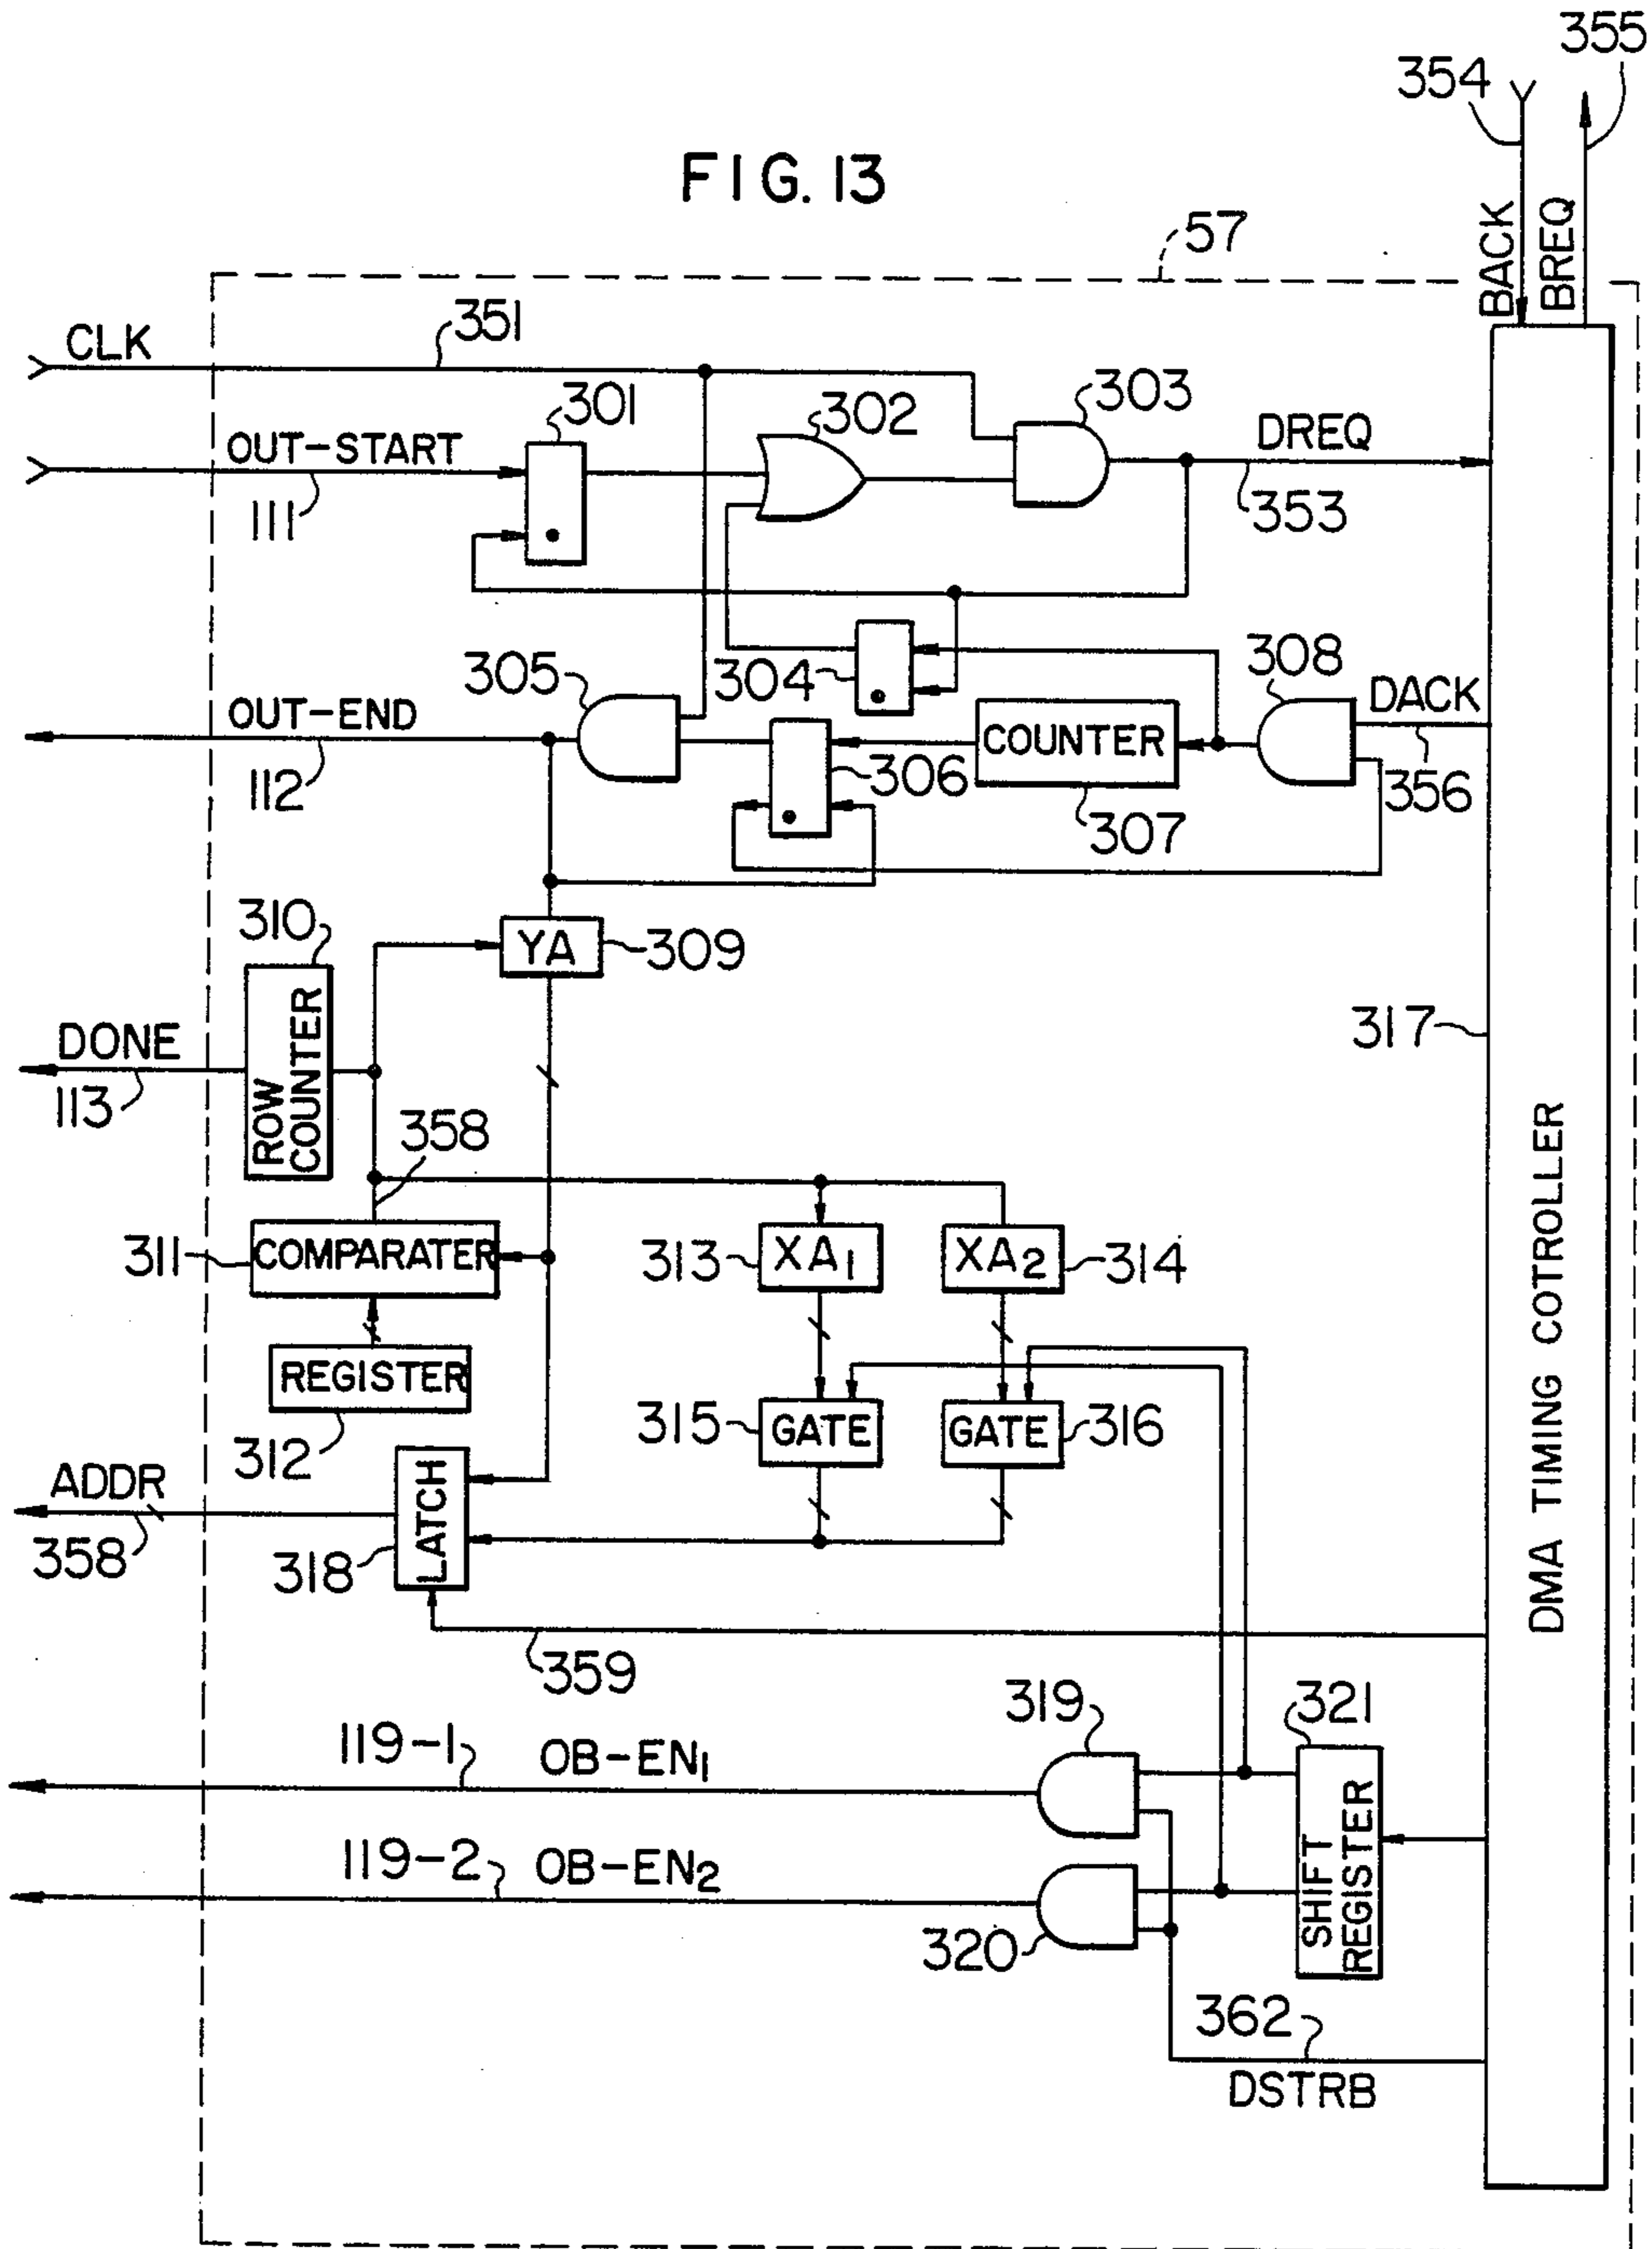 355
354
FIG. 13
57
BACK
BREQ
CLK
351
301
302
303
OUT-START
DREQ
111
353
304
308
305
DACK
OUT-END
COUNTER
306
356
112
307
310
YA
309
317
DONE
ROW
COUNTER
113
358
311
COMPARATER
313
XA1
XA2
314
REGISTER
315
GATE
GATE
316
312
ADDR
LATCH
358
318
DMA TIMING COTROLLER
359
319
321
119-1
OB-EN1
SHIFT
REGISTER
119-2
OB-EN2
320
362
DSTRB